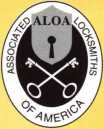 ALOA
ASSOCIATED LOCKSMITHS
OF AMERICA